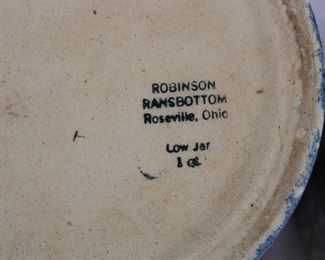 ROBINSON
RANSBOTTOM
Roseville, Ohio
Low Jar
1 qt.